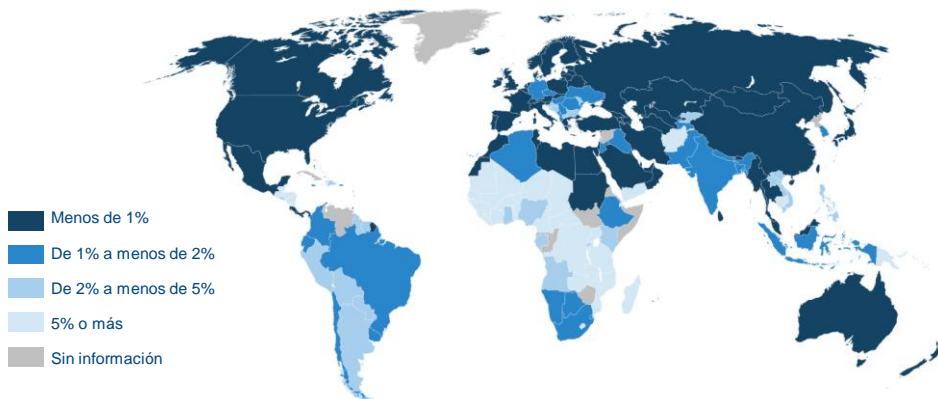 Menos de 1%
De 1% a menos de 2%
De 2% a menos de 5%
5% o más
Sin información